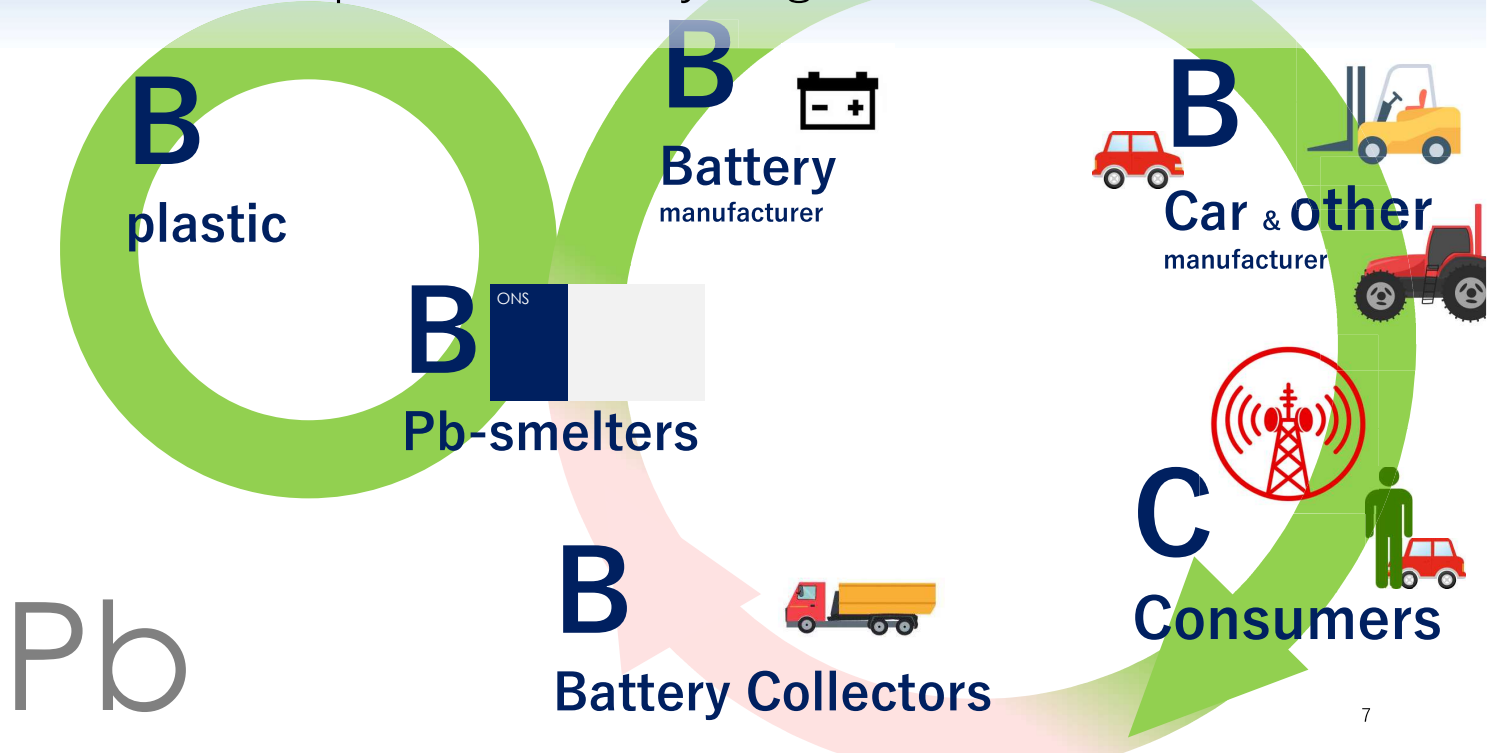 B
plastic
B
Battery
manufacturer
- +
B
Car & other
manufacturer
B
ONS
Pb-smelters
C
Consumers
B
Battery Collectors
Pb
7